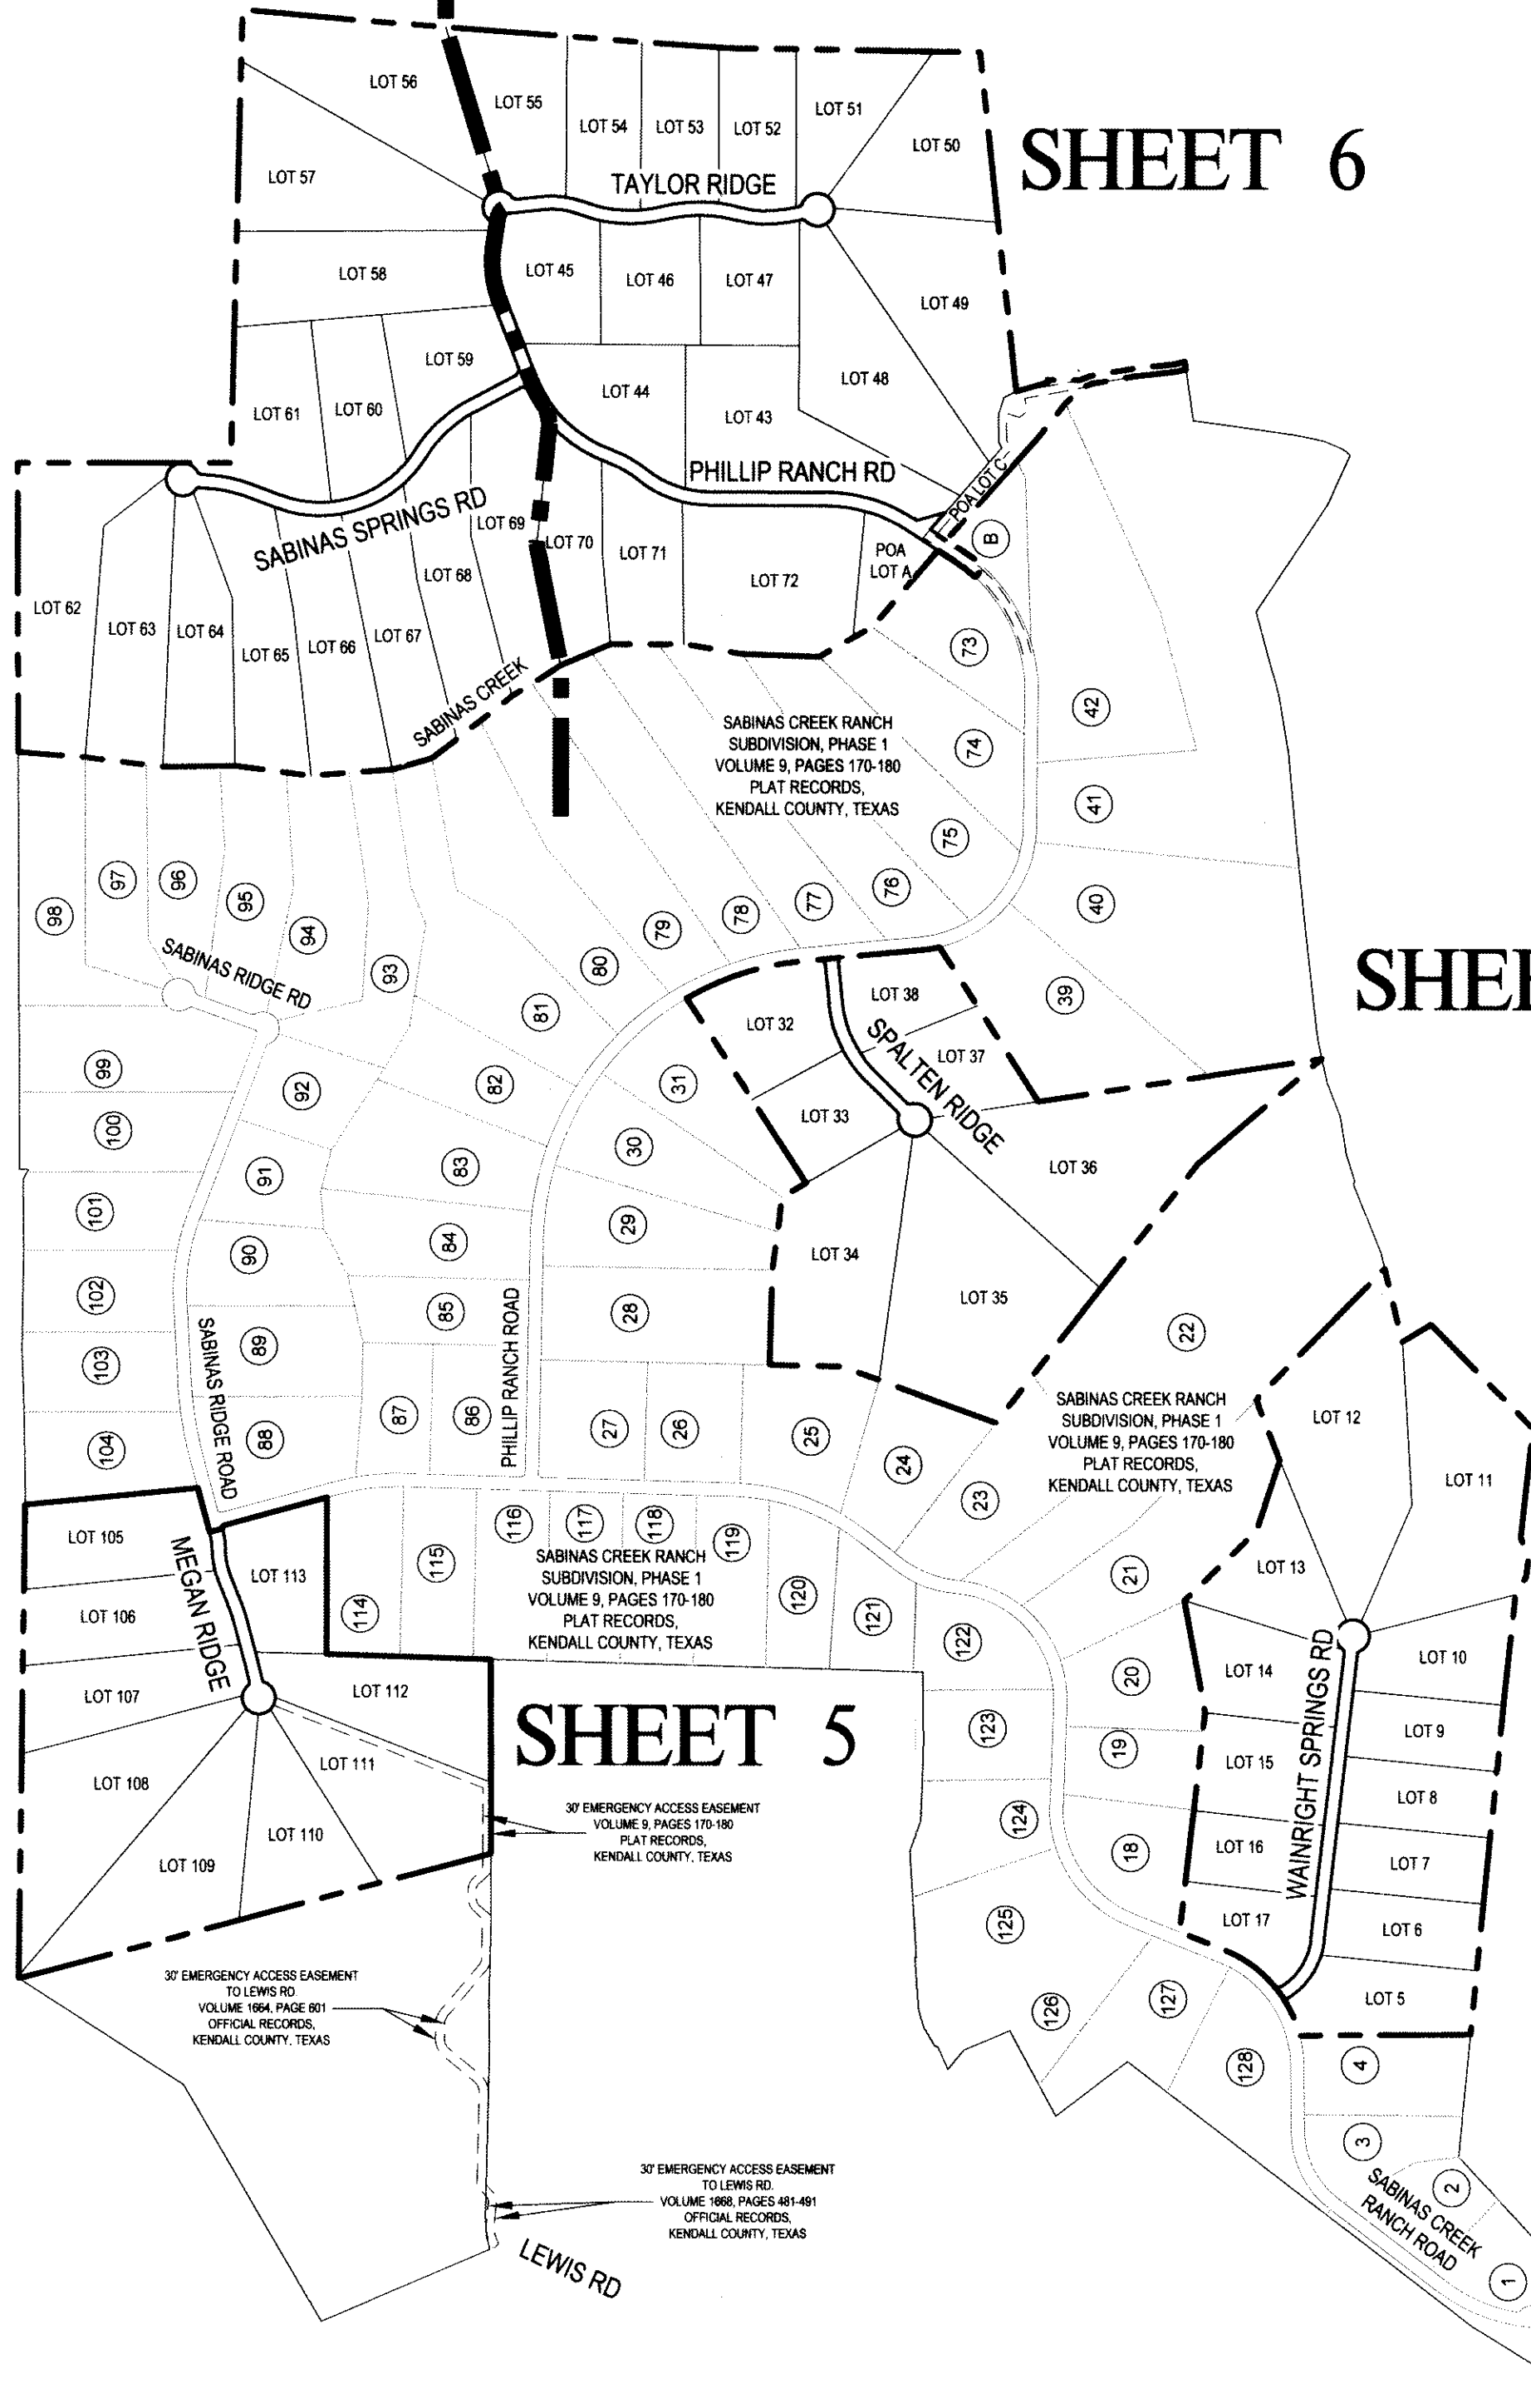 LOT 56
LOT 55
LOT 54
LOT 53
LOT 52
LOT 51
LOT 50
SHEET 6
LOT 57
TAYLOR RIDGE
LOT 58
LOT 45
LOT 46
LOT 47
LOT 49
LOT 59
LOT 48
LOT 61
LOT 60
LOT 44
LOT 43
PHILLIP RANCH RD
POA LOT C
SABINAS SPRINGS RD
LOT 69
LOT 70
LOT 71
LOT 72
POA
LOT A
B
LOT 62
LOT 63
LOT 64
LOT 65
LOT 66
LOT 67
LOT 68
SABINAS CREEK
73
42
74
41
75
SABINAS CREEK RANCH
SUBDIVISION, PHASE 1
VOLUME 9, PAGES 170-180
PLAT RECORDS,
KENDALL COUNTY, TEXAS
98
97
96
95
94
93
SABINAS RIDGE RD
81
80
79
78
77
76
40
39
SHEE
LOT 38
LOT 32
LOT 37
SPALTEN RIDGE
LOT 33
99
92
82
31
100
91
83
30
LOT 36
101
90
84
29
LOT 34
LOT 35
102
85
28
22
103
89
SABINAS RIDGE ROAD
PHILLIP RANCH ROAD
104
88
87
86
27
26
25
24
23
SABINAS CREEK RANCH
SUBDIVISION, PHASE 1
VOLUME 9, PAGES 170-180
PLAT RECORDS,
KENDALL COUNTY, TEXAS
LOT 12
LOT 11
LOT 13
LOT 105
MEGAN RIDGE
LOT 113
LOT 106
114
115
116
117
118
119
120
121
122
21
SABINAS CREEK RANCH
SUBDIVISION, PHASE 1
VOLUME 9, PAGES 170-180
PLAT RECORDS,
KENDALL COUNTY, TEXAS
LOT 107
LOT 112
SHEET 5
123
20
LOT 14
WAINRIGHT SPRINGS RD
LOT 10
19
LOT 15
LOT 9
LOT 108
LOT 111
124
LOT 8
LOT 110
LOT 109
30' EMERGENCY ACCESS EASEMENT
VOLUME 9, PAGES 170-180
PLAT RECORDS,
KENDALL COUNTY, TEXAS
18
LOT 16
LOT 7
125
LOT 17
LOT 6
30' EMERGENCY ACCESS EASEMENT
TO LEWIS RD.
VOLUME 1664, PAGE 601
OFFICIAL RECORDS,
KENDALL COUNTY, TEXAS
126
127
128
LOT 5
4
3
2
1
SABINAS CREEK
RANCH ROAD
30' EMERGENCY ACCESS EASEMENT
TO LEWIS RD.
VOLUME 1668, PAGES 481-491
OFFICIAL RECORDS,
KENDALL COUNTY, TEXAS
LEWIS RD